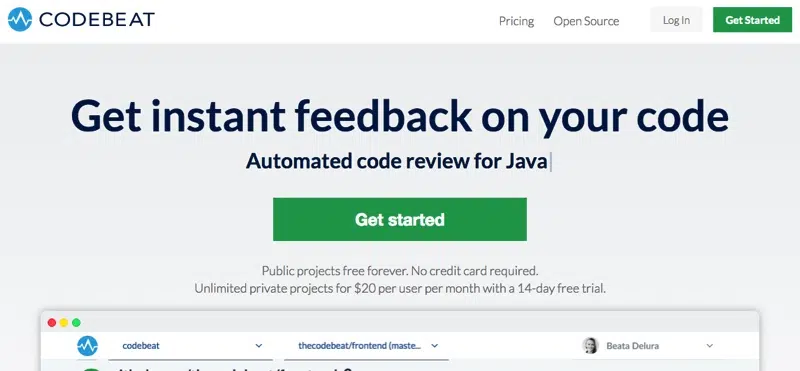 CODEBEAT
Pricing Open Source Log In Get Started
Get instant feedback on your code
Automated code review for Java
Get started
Public projects free forever. No credit card required.
Unlimited private projects for $20 per user per month with a 14-day free trial.
codebeat thecodebeat/frontend (maste... Beata Delura